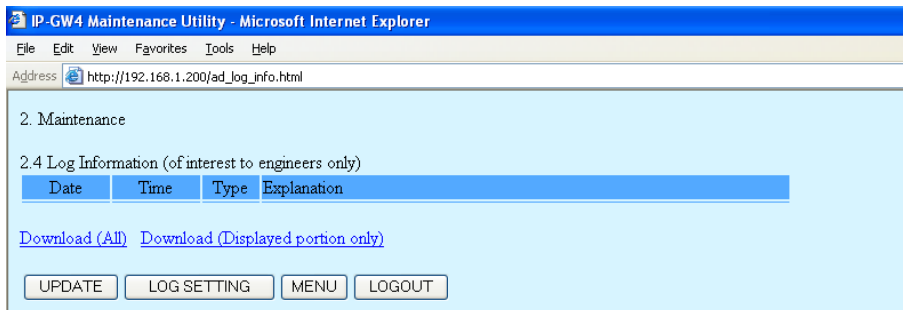 IP-GW4 Maintenance Utility - Microsoft Internet Explorer
File Edit View Favorites Tools Help
Address http://192.168.1.200/ad_log_info.html
2. Maintenance
2.4 Log Information (of interest to engineers only)
Date Time Type Explanation
Download (All) Download (Displayed portion only)
UPDATE LOG SETTING MENU LOGOUT